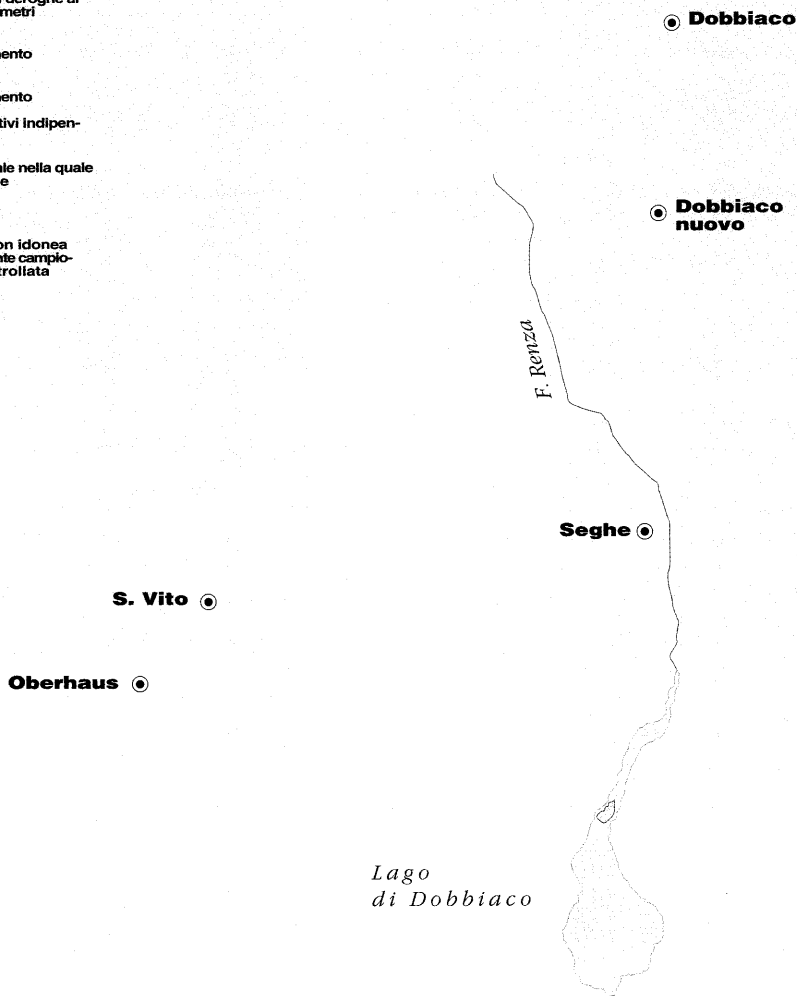 metri
Dobbiaco
ento
ento
tivi indipen-
ale nella quale
e
Dobbiaco
nuovo
on idonea
nte campio-
trollata
F. Renza
Seghe
S. Vito
Oberhaus
Lago
di Dobbiaco